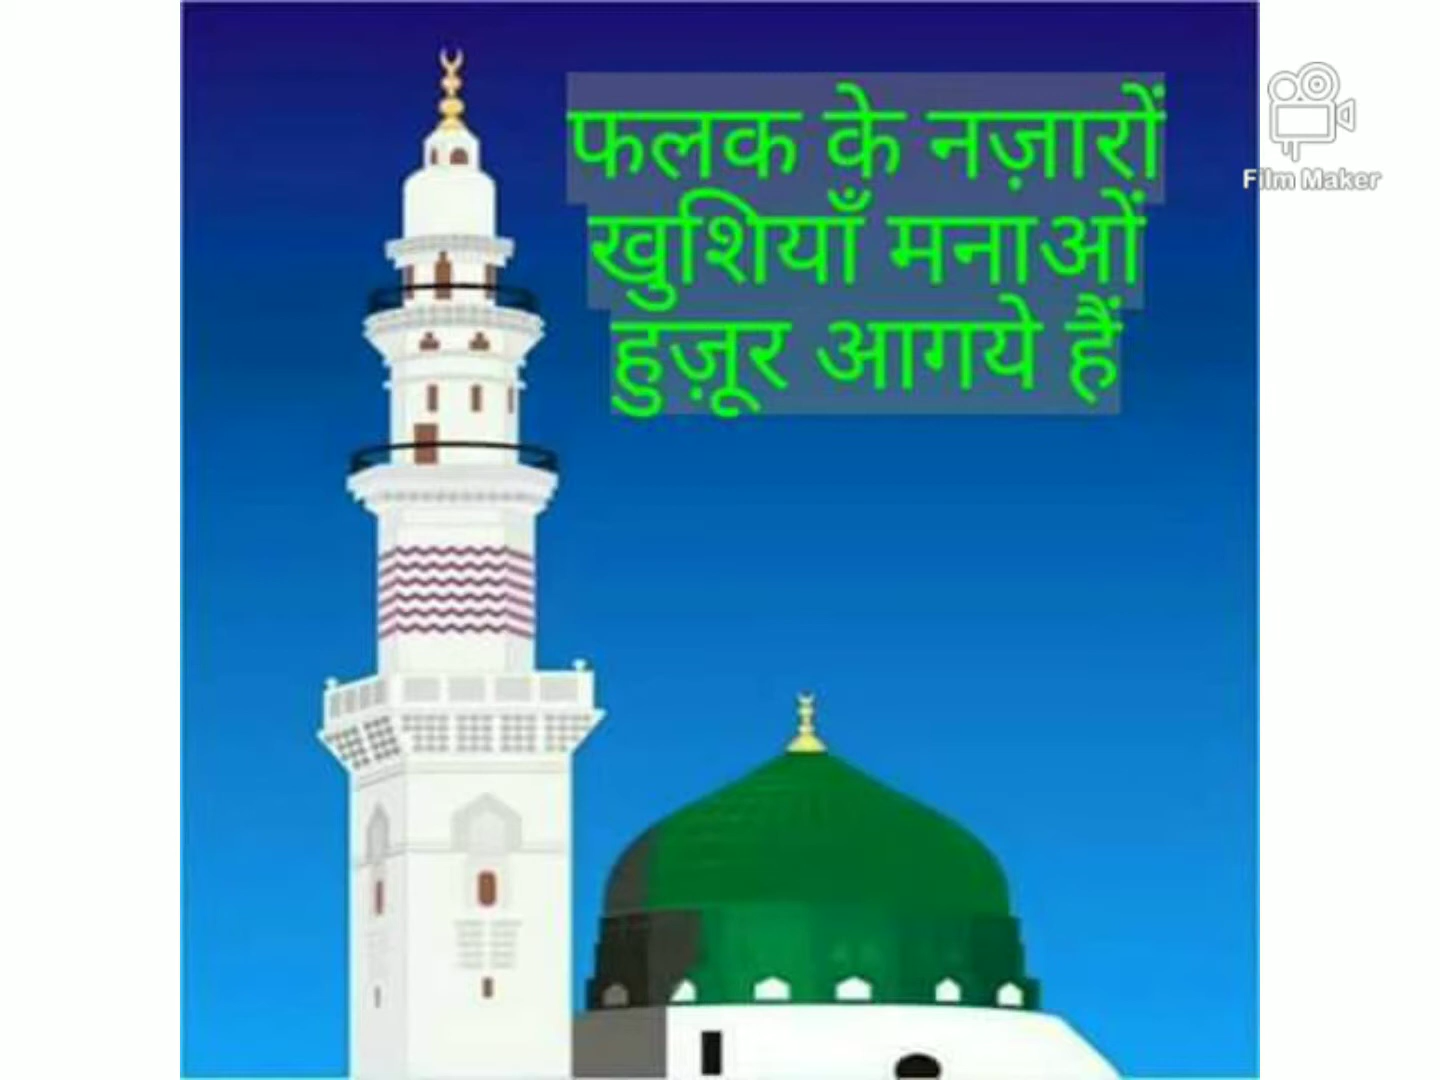 फलक के नज़ारों
खुशियाँ मनाओं
हुज़ूर आगये हैं
Film Maker